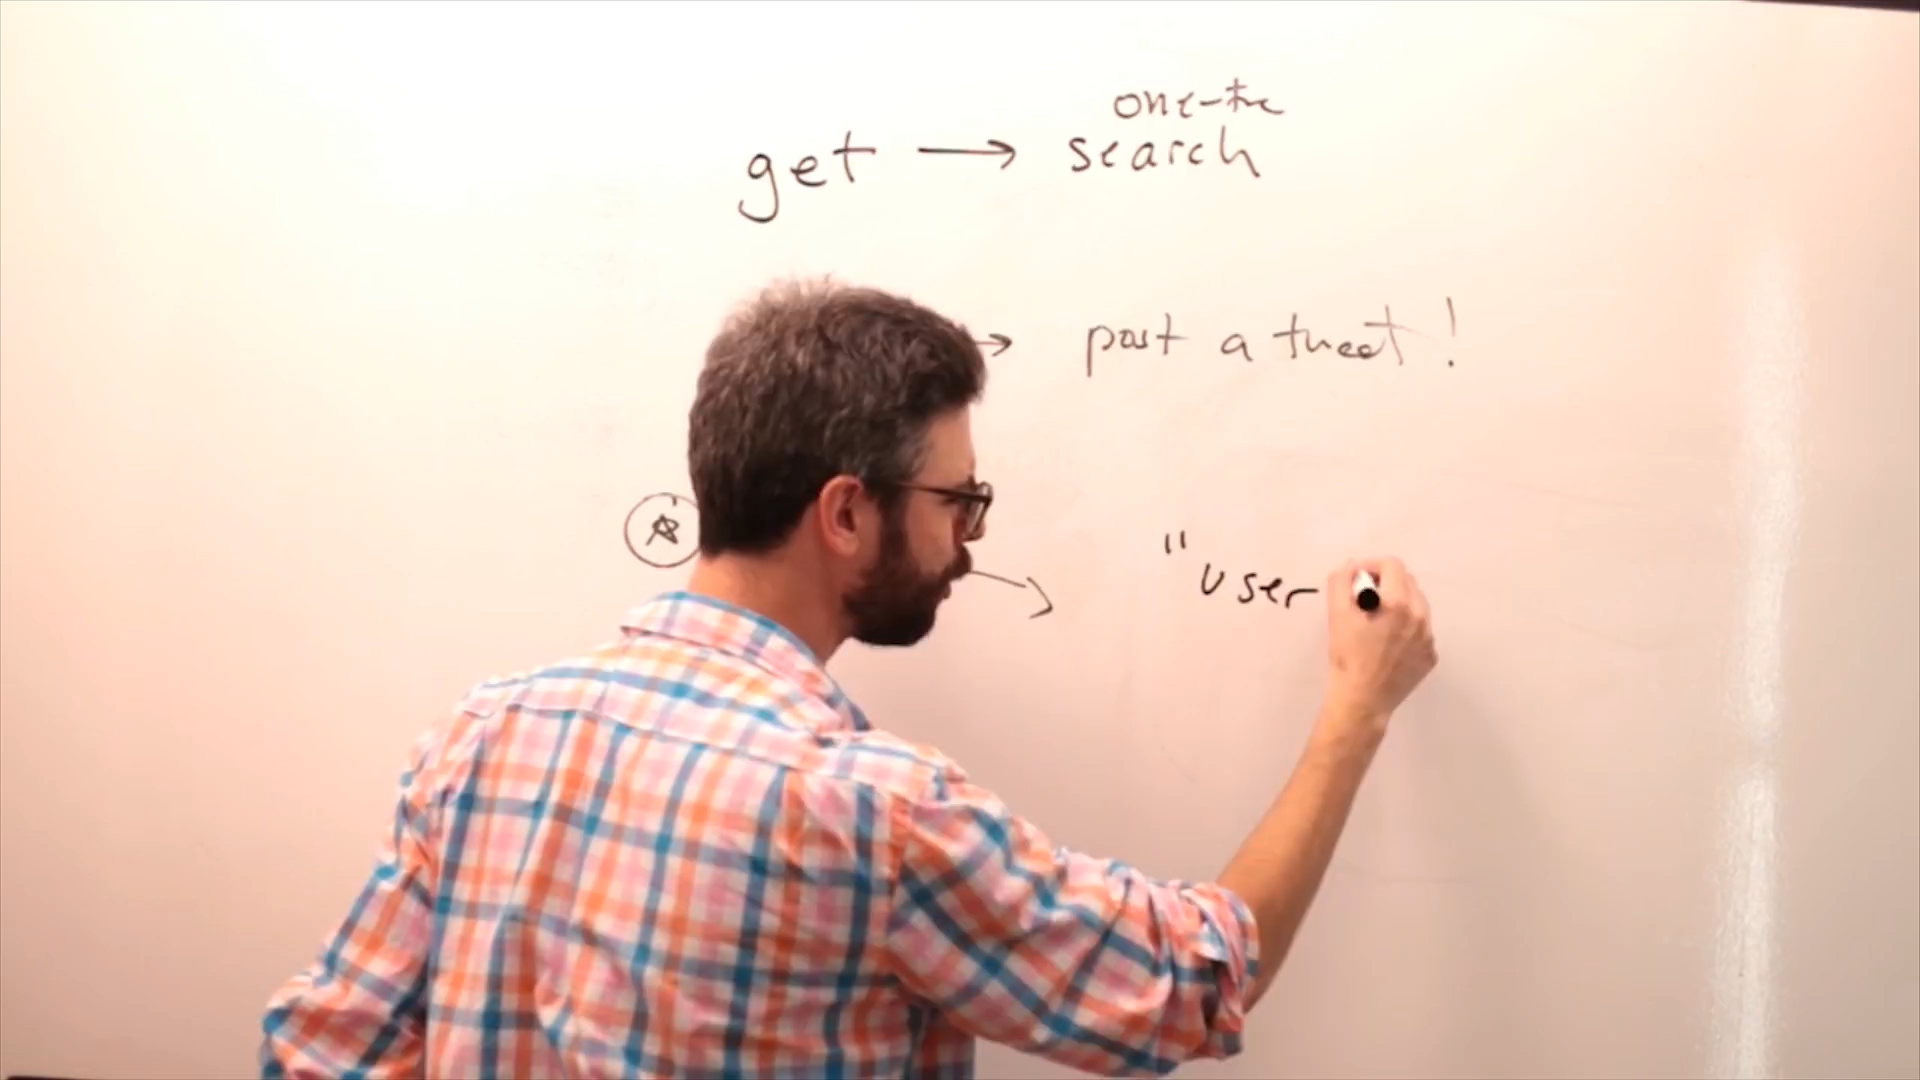 one-time
get → search
→ post a tweet!
"user